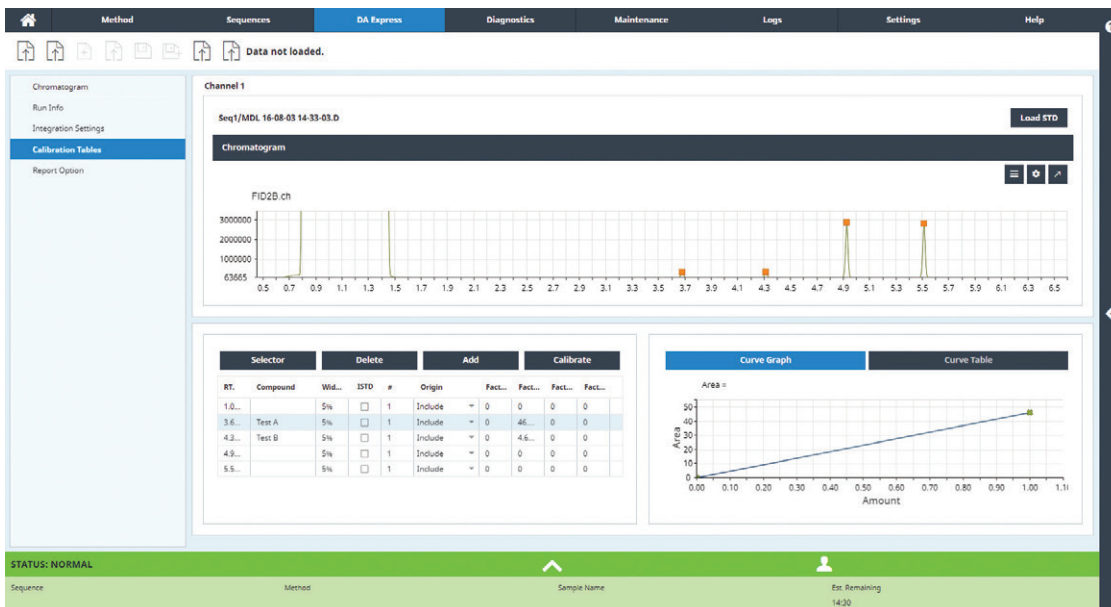 Method Sequences DA Express Diagnostics Maintenance Logs Settings Help
Data not loaded.
Chromatogram
Run Info
Integration Settings
Calibration Tables
Report Option
Channel 1
Seq1/MDL 16-08-03 14-33-03.D
Load STD
Chromatogram
FID2B.ch
3000000
2000000
1000000
63665
0.5 0.7 0.9 1.1 1.3 1.5 1.7 1.9 2.1 2.3 2.5 2.7 2.9 3.1 3.3 3.5 3.7 3.9 4.1 4.3 4.5 4.7 4.9 5.1 5.3 5.5 5.7 5.9 6.1 6.3 6.5
Selector Delete Add Calibrate
RT. Compound Wid... ISTD # Origin Fact... Fact... Fact... Fact...
1.0... 5% 1 Include 0 0 0 0
3.6... Test A 5% 1 Include 0 46... 0 0
4.3... Test B 5% 1 Include 0 4.6... 0 0
4.9... 5% 1 Include 0 0 0 0
5.5... 5% 1 Include 0 0 0 0
Curve Graph Curve Table
Area =
50
40
30
20
10
0
Area
0.00 0.10 0.20 0.30 0.40 0.50 0.60 0.70 0.80 0.90 1.00 1.10
Amount
STATUS: NORMAL
Sequence Method Sample Name Est. Remaining
14:30